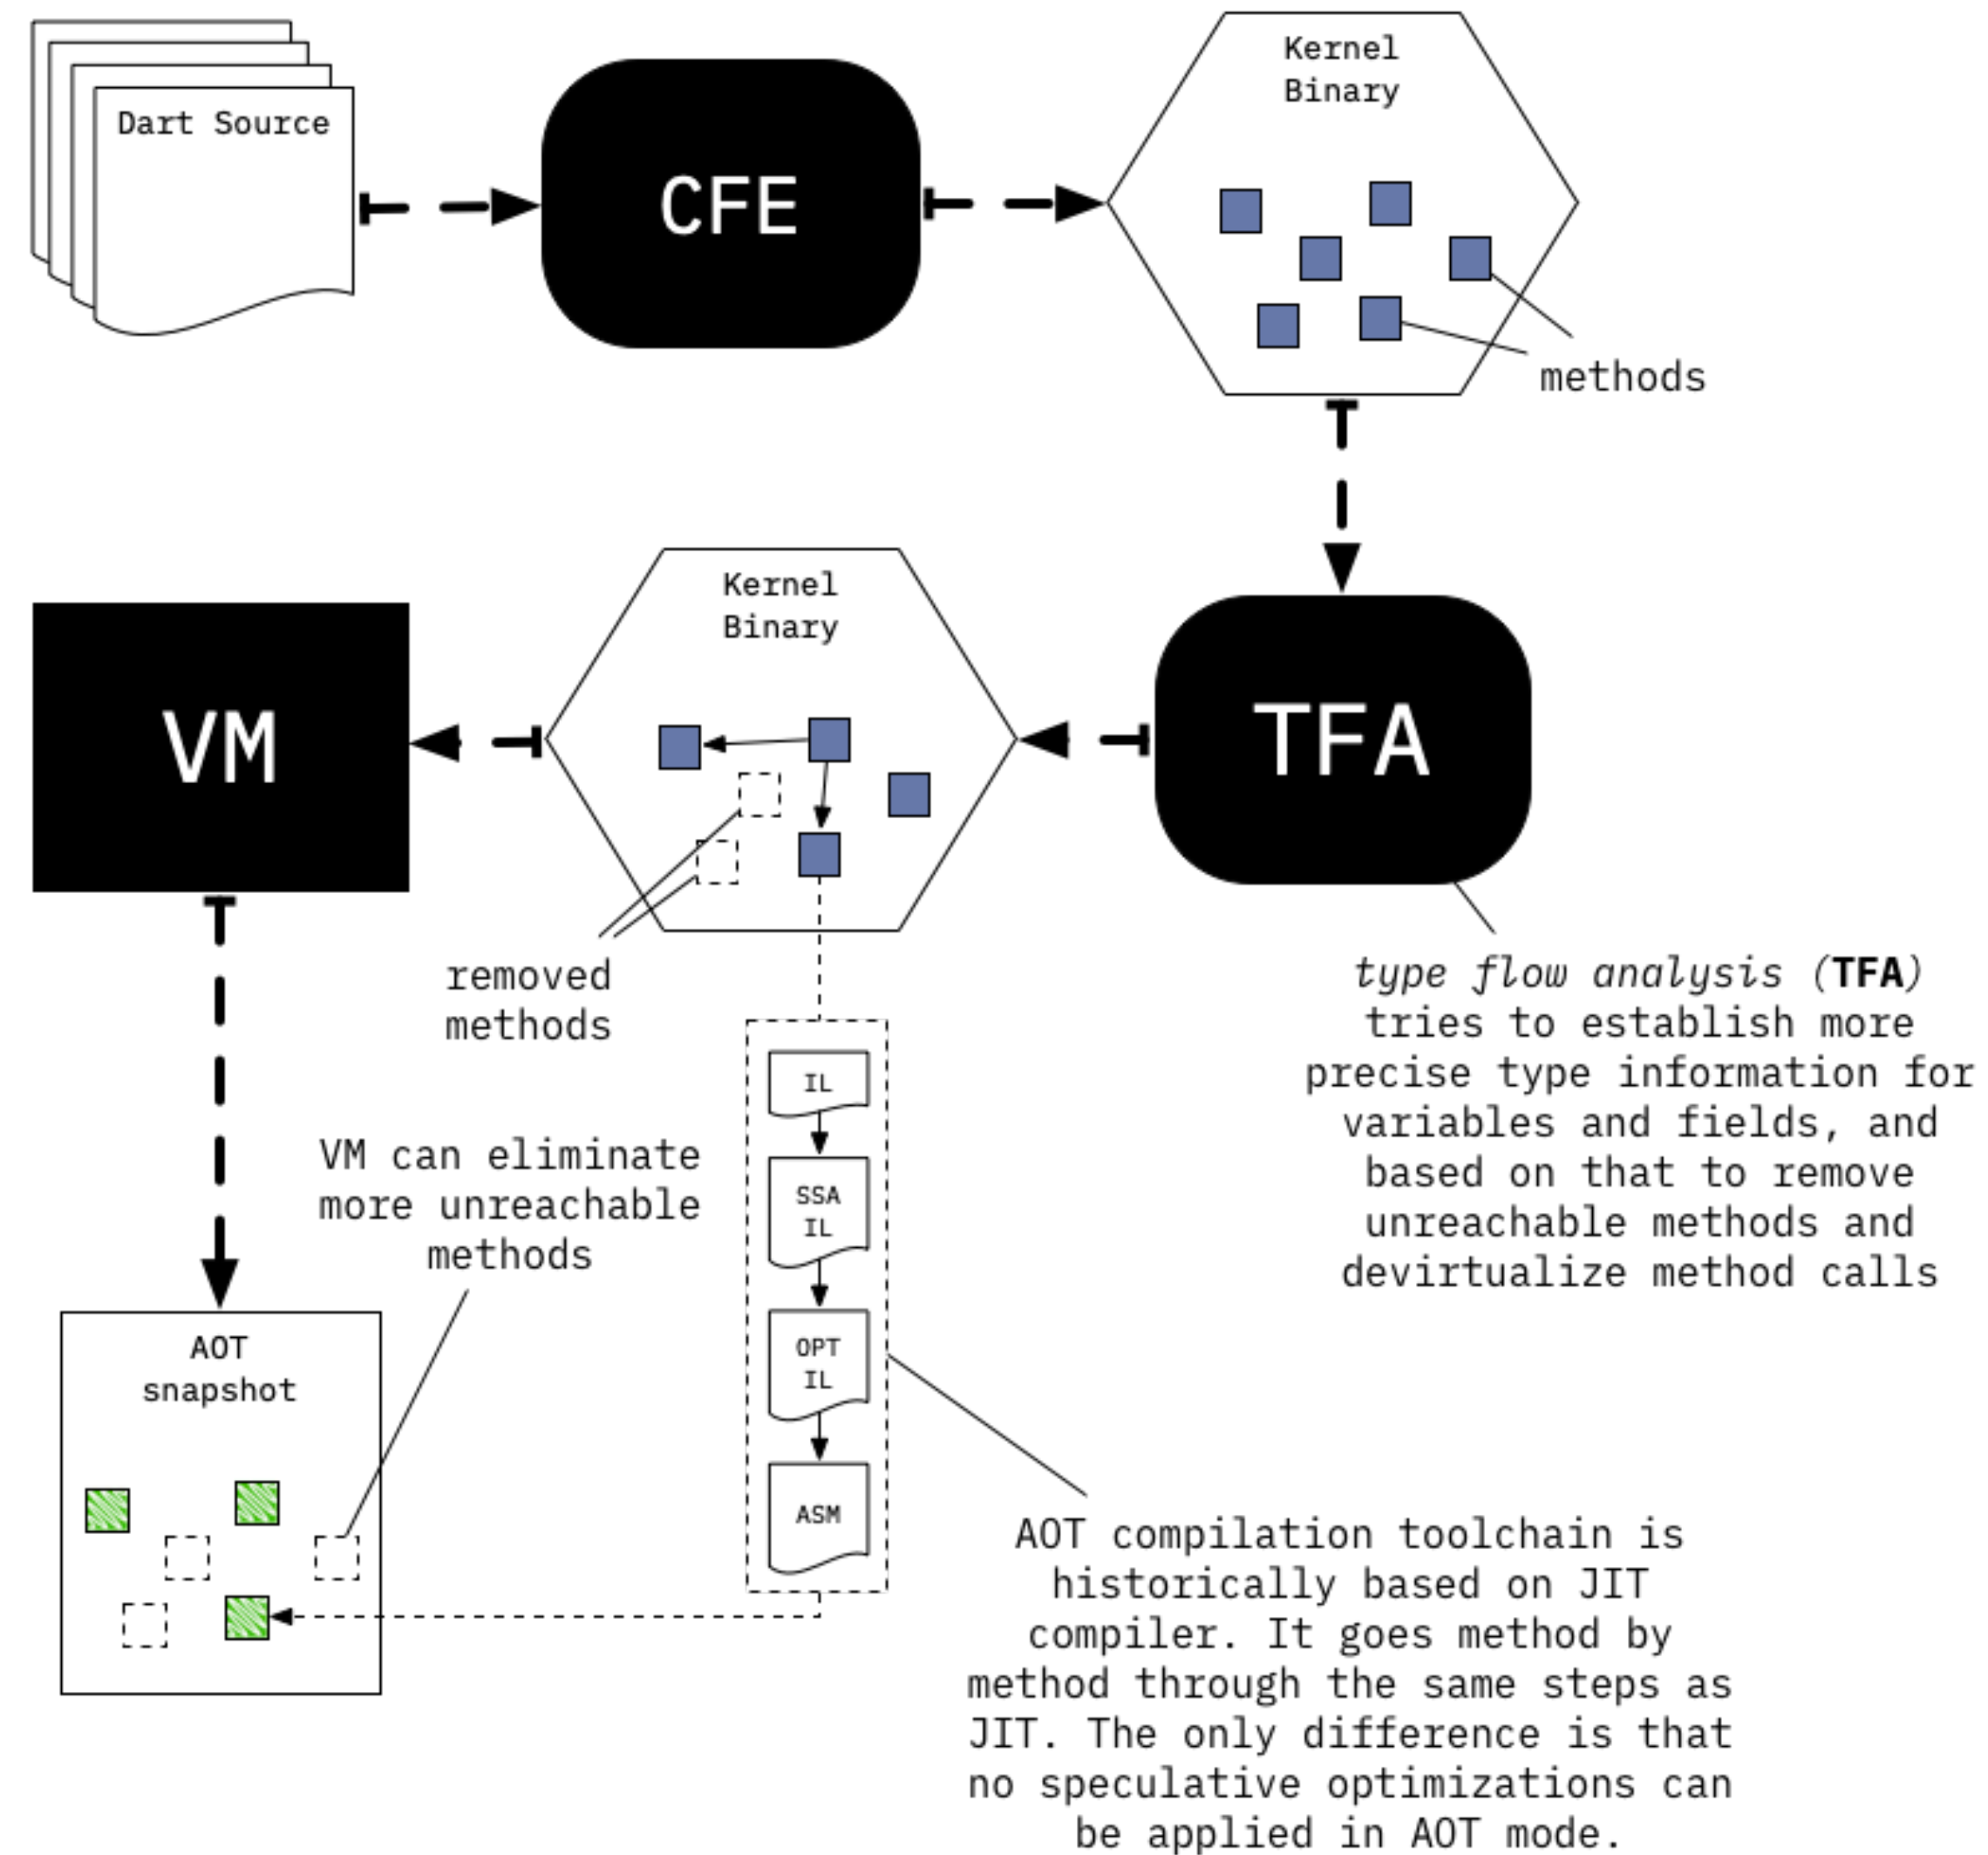 Dart Source
CFE
Kernel
Binary
methods
VM
Kernel
Binary
TFA
removed
methods
type flow analysis (TFA)
tries to establish more
precise type information for
variables and fields, and
based on that to remove
unreachable methods and
devirtualize method calls
VM can eliminate
more unreachable
methods
IL
SSA
IL
OPT
IL
ASM
AOT
snapshot
AOT compilation toolchain is
historically based on JIT
compiler. It goes method by
method through the same steps as
JIT. The only difference is that
no speculative optimizations can
be applied in AOT mode.